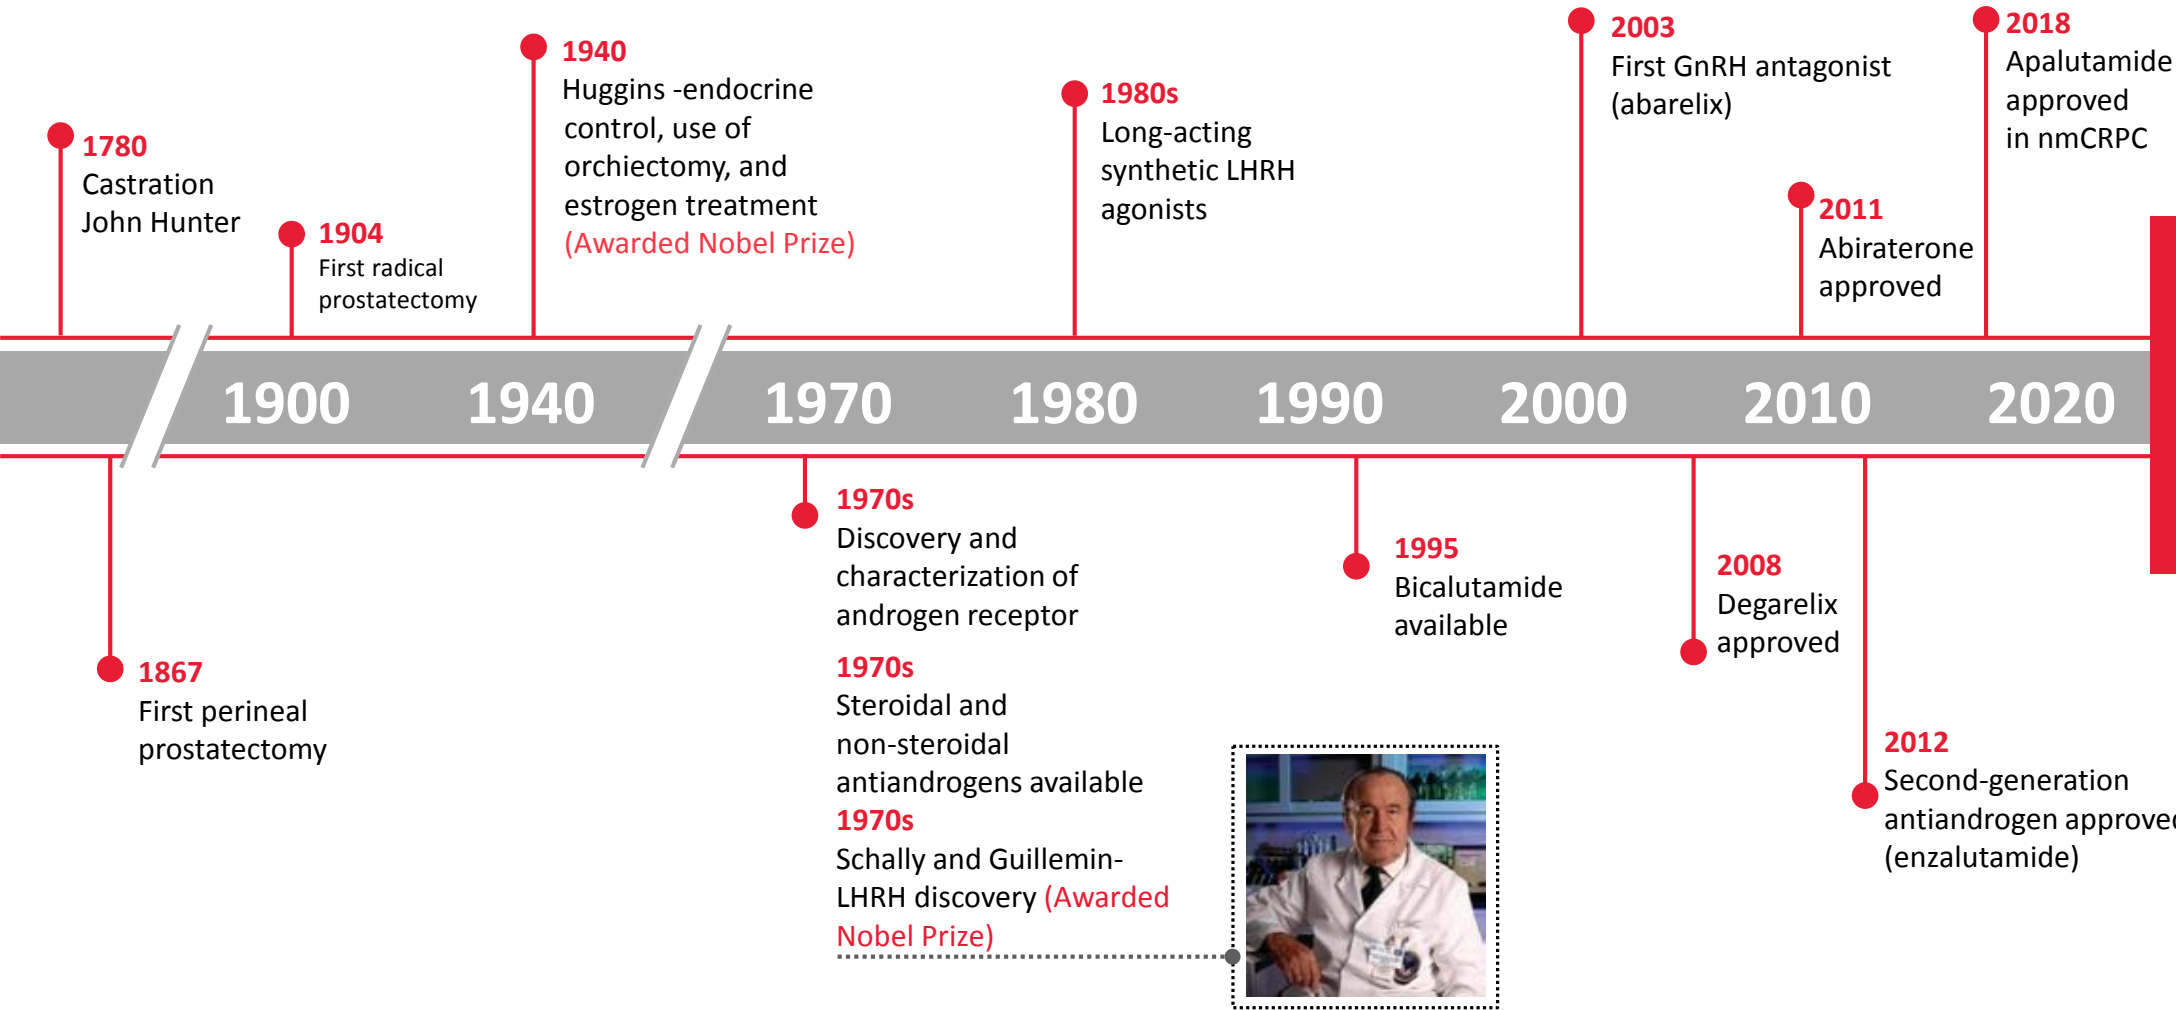 1780
Castration
John Hunter
1904
First radical
prostatectomy
1940
Huggins -endocrine
control, use of
orchiectomy, and
estrogen treatment
(Awarded Nobel Prize)
1980s
Long-acting
synthetic LHRH
agonists
2003
First GnRH antagonist
(abarelix)
2011
Abiraterone
approved
2018
Apalutamide
approved
in nmCRPC
1900 1940 1970 1980 1990 2000 2010 2020
1867
First perineal
prostatectomy
1970s
Discovery and
characterization of
androgen receptor
1970s
Steroidal and
non-steroidal
antiandrogens available
1970s
Schally and Guillemin-
LHRH discovery (Awarded
Nobel Prize)
1995
Bicalutamide
available
2008
Degarelix
approved
2012
Second-generation
antiandrogen approved
(enzalutamide)